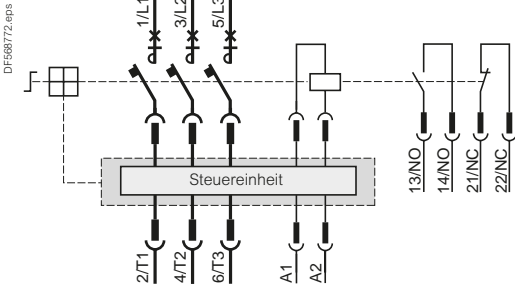 DF568772.eps
1/L1
3/L2
5/L3
13/NO
14/NO
21/NC
22/NC
Steuereinheit
2/T1
4/T2
6/T3
A1
A2